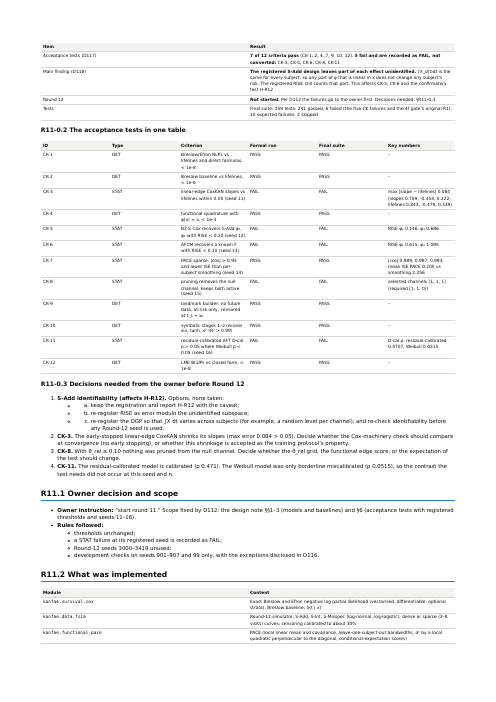 Item Result
Acceptance tests (D117) 7 of 12 criteria pass (CK-1, 2, 4, 7, 9, 10, 12). 5 fail and are recorded as FAIL, not
converted: CK-3, CK-5, CK-6, CK-8, CK-11
Main finding (D118) The registered S-Add design leaves part of each effect unidentified. ∫X_i(t)dt is the
same for every subject, so any part of φ that is linear in x does not change any subject's
risk. The registered RISE still counts that part. This affects CK-5, CK-6 and the confirmatory
test H-R12
Round 12 Not started. Per D112 the failures go to the owner first. Decisions needed: §R11-0.3
Tests Final suite: 259 tests: 241 passed, 6 failed (the five CK failures and the 4f gate's original R1),
10 expected failures, 2 skipped
R11-0.2 The acceptance tests in one table
ID Type Criterion Formal run Final suite Key numbers
CK-1 DET Breslow/Efron NLPL vs PASS PASS –
lifelines and direct formulas,
< 1e-8
CK-2 DET Breslow baseline vs lifelines, PASS PASS –
< 1e-6
CK-3 STAT linear-edge CoxKAN slopes vs FAIL FAIL max |slope − lifelines| 0.084
lifelines within 0.05 (seed 11) (slopes 0.759, -0.454, 0.322;
lifelines 0.843, -0.479, 0.339)
CK-4 DET functional quadrature with PASS PASS –
φ(x) = x, < 1e-3
CK-5 STAT B2-S Cox recovers S-Add φ₁, FAIL FAIL RISE φ₁ 0.146, φ₂ 0.686
φ₂ with RISE < 0.10 (seed 12)
CK-6 STAT AFCM recovers a known F FAIL FAIL RISE φ₁ 0.615, φ₂ 1.095
with RISE < 0.10 (seed 13)
CK-7 STAT PACE sparse: |cos| > 0.95 PASS PASS |cos| 0.989, 0.997, 0.993;
and lower ISE than per- mean ISE PACE 0.200 vs
subject smoothing (seed 14) smoothing 2.256
CK-8 STAT pruning removes the null FAIL FAIL selected channels [1, 1, 1]
channel, keeps both active (required [1, 1, 0])
(seed 15)
CK-9 DET landmark builder: no future PASS PASS –
data, at-risk only, censored
at t_L + w
CK-10 DET symbolic stages 1–2 recover PASS PASS –
sin, tanh, x² (R² > 0.99)
CK-11 STAT residual-calibrated AFT D-cal FAIL FAIL D-cal p: residual-calibrated
p > 0.05 where Weibull p < 0.4707, Weibull 0.0515
0.05 (seed 16)
CK-12 DET LME BLUPs vs closed form, < PASS PASS –
1e-8
R11-0.3 Decisions needed from the owner before Round 12
1. S-Add identifiability (affects H-R12). Options, none taken:
a. keep the registration and report H-R12 with the caveat;
b. re-register RISE as error modulo the unidentified subspace;
c. re-register the DGP so that ∫X dt varies across subjects (for example, a random level per channel), and re-check identifiability before
any Round-12 seed is used.
2. CK-3. The early-stopped linear-edge CoxKAN shrinks its slopes (max error 0.084 > 0.05). Decide whether the Cox-machinery check should compare
at convergence (no early stopping), or whether this shrinkage is accepted as the training protocol's property.
3. CK-8. With θ_rel ≤ 0.10 nothing was pruned from the null channel. Decide whether the θ_rel grid, the functional edge score, or the expectation of
the test should change.
4. CK-11. The residual-calibrated model is calibrated (p 0.471). The Weibull model was only borderline miscalibrated (p 0.0515), so the contrast
the test needs did not occur at this seed and n.
R11.1 Owner decision and scope
• Owner instruction: "start round 11." Scope fixed by D112: the design note §§1–3 (models and baselines) and §6 (acceptance tests with registered
thresholds and seeds 11–16).
• Rules followed:
thresholds unchanged;
a STAT failure at its registered seed is recorded as FAIL;
Round-12 seeds 3000–3419 unused;
development checks on seeds 901–907 and 99 only, with the exceptions disclosed in D116.
R11.2 What was implemented
Module Content
kanfae.survival.cox Exact Breslow and Efron negative log partial likelihood (vectorised, differentiable, optional
strata); Breslow baseline; S(t | x)
kanfae.data.fsim Round-12 simulator: S-Add, S-Int, S-Misspec (log-normal, log-logistic); dense or sparse (3–8
visits) curves; censoring calibrated to about 30%
kanfae.functional.pace PACE (local linear mean and covariance, leave-one-subject-out bandwidths, σ² by a local
quadratic perpendicular to the diagonal, conditional-expectation scores)